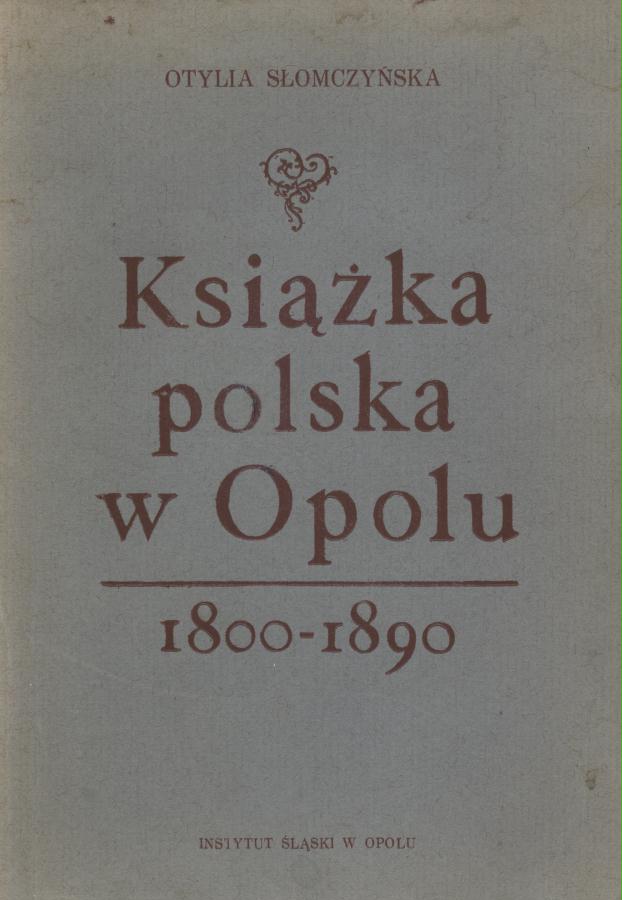 OTYLIA SŁOMCZYŃSKA
Książka
polska
w Opolu
1800-1890
INSTYTUT ŚLĄSKI W OPOLU